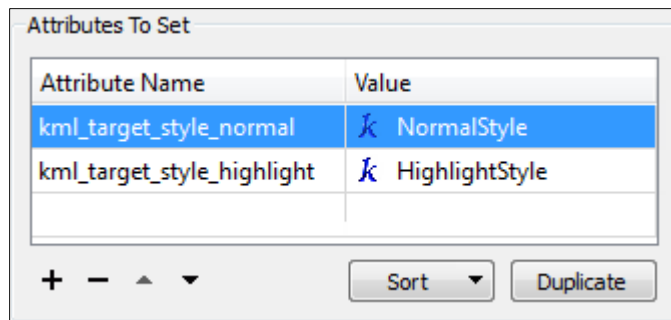 Attributes To Set
Attribute Name Value
kml_target_style_normal k NormalStyle
kml_target_style_highlight k HighlightStyle
Sort Duplicate